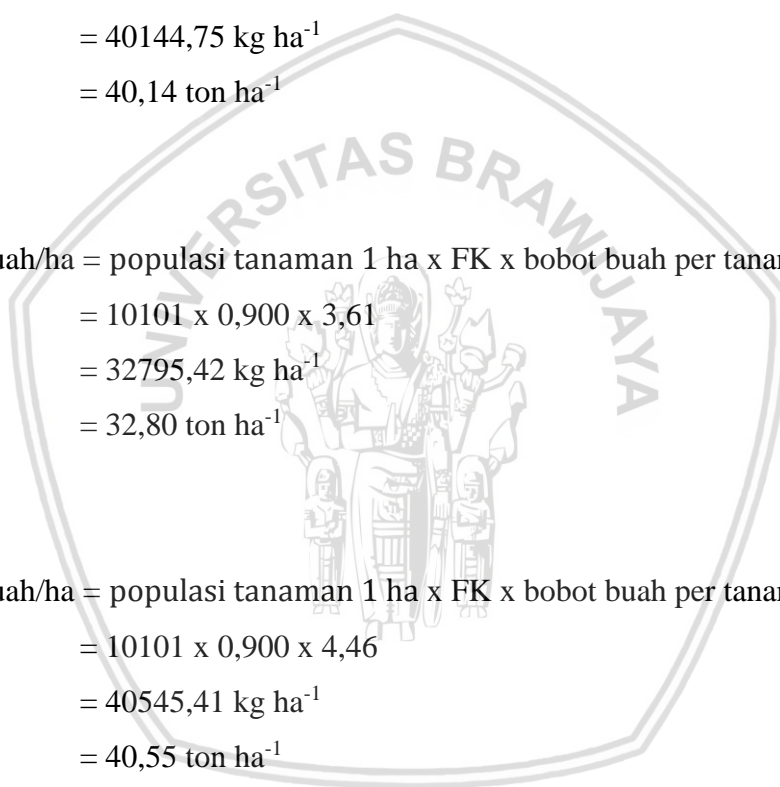 = 40144,75 kg ha-1
= 40,14 ton ha-1
UNIVERSITAS BRAWIJAYA
uah/ha = populasi tanaman 1 ha x FK x bobot buah per tanar
= 10101 x 0,900 x 3,61
= 32795,42 kg ha-1
= 32,80 ton ha-1
uah/ha = populasi tanaman 1 ha x FK x bobot buah per tanar
= 10101 x 0,900 x 4,46
= 40545,41 kg ha-1
= 40,55 ton ha-1